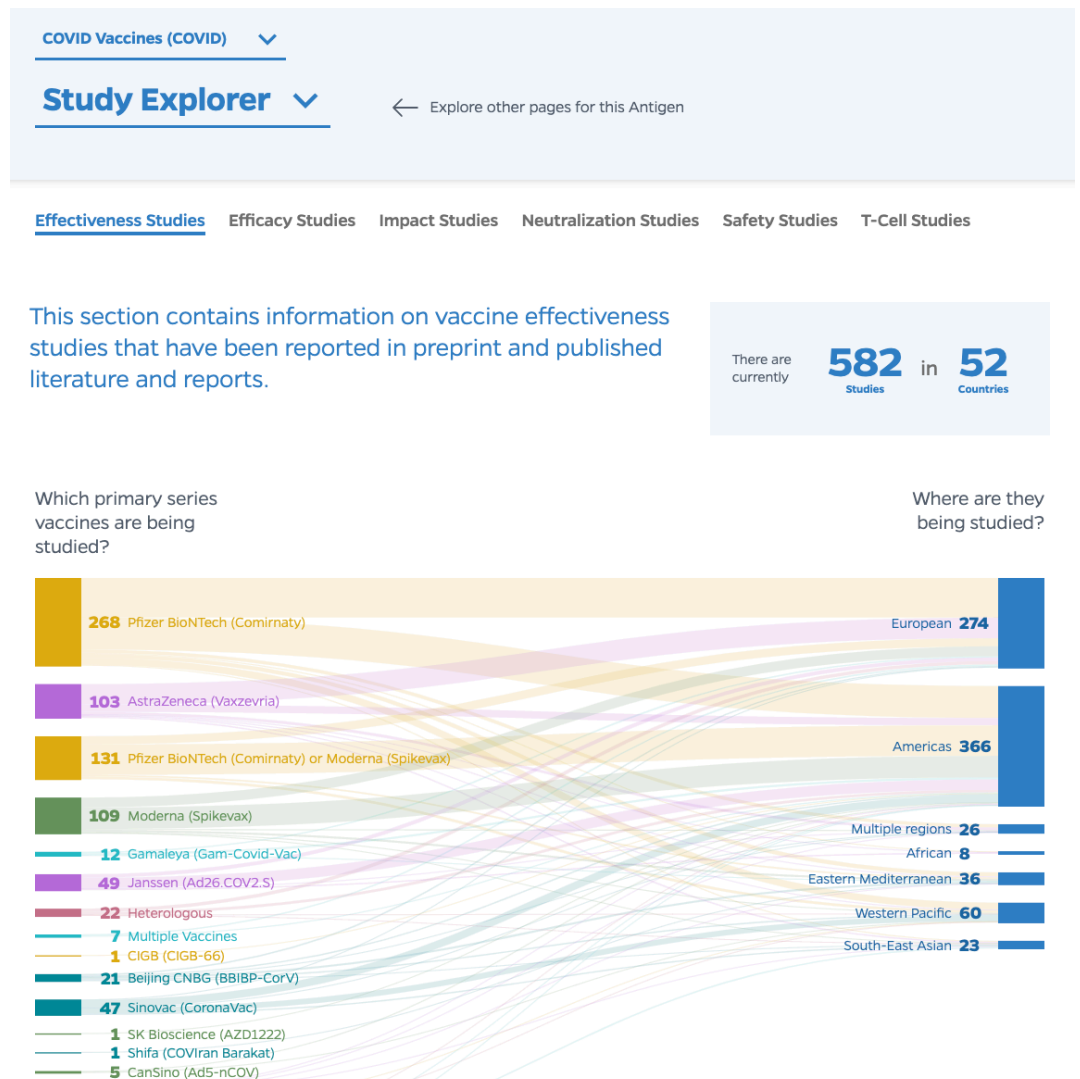 COVID Vaccines (COVID)
Study Explorer
Explore other pages for this Antigen
Effectiveness Studies Efficacy Studies Impact Studies Neutralization Studies Safety Studies T-Cell Studies
This section contains information on vaccine effectiveness
studies that have been reported in preprint and published
literature and reports.
There are
currently
582
Studies
in
52
Countries
Which primary series
vaccines are being
studied?
Where are they
being studied?
268 Pfizer BioNTech (Comirnaty)
103 AstraZeneca (Vaxzevria)
131 Pfizer BioNTech (Comirnaty) or Moderna (Spikevax)
109 Moderna (Spikevax)
12 Gamaleya (Gam-Covid-Vac)
49 Janssen (Ad26.COV2.S)
22 Heterologous
7 Multiple Vaccines
1 CIGB (CIGB-66)
21 Beijing CNBG (BBIBP-CorV)
47 Sinovac (CoronaVac)
1 SK Bioscience (AZD1222)
1 Shifa (COVIran Barakat)
5 CanSino (Ad5-nCOV)
European 274
Americas 366
Multiple regions 26
African 8
Eastern Mediterranean 36
Western Pacific 60
South-East Asian 23